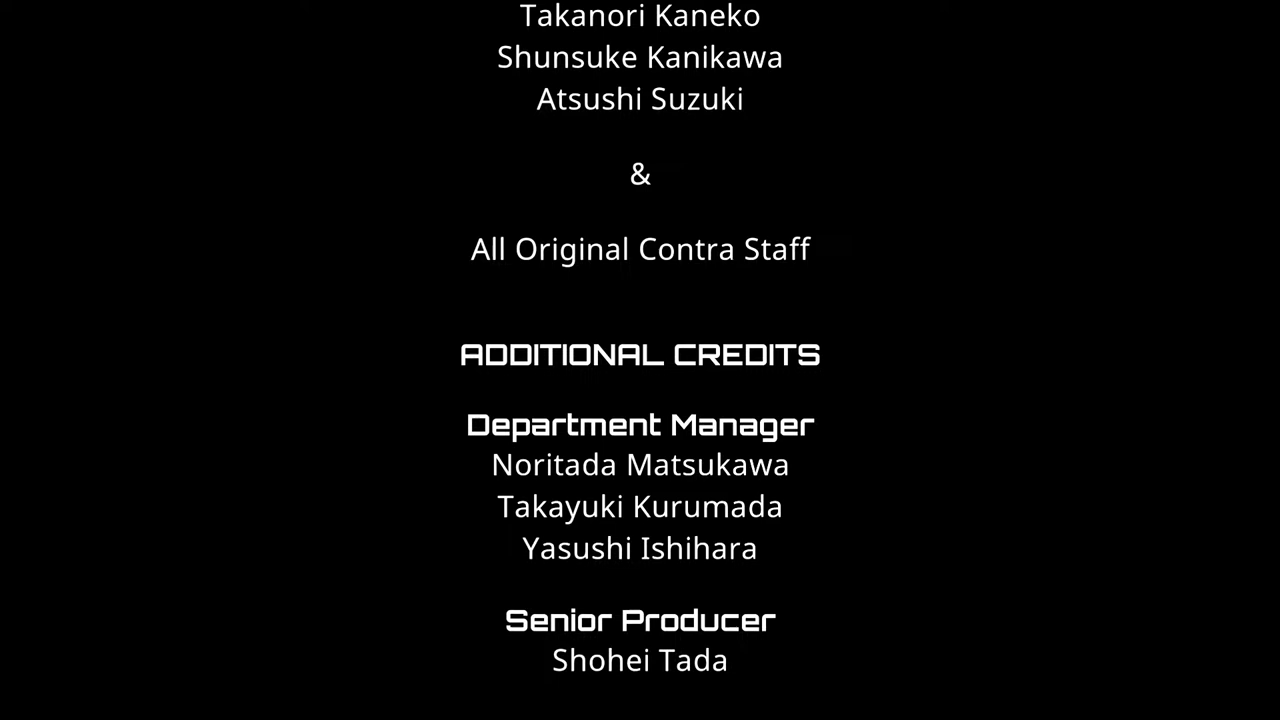 Takanori Kaneko
Shunsuke Kanikawa
Atsushi Suzuki
&
All Original Contra Staff
ADDITIONAL CREDITS
Department Manager
Noritada Matsukawa
Takayuki Kurumada
Yasushi Ishihara
Senior Producer
Shohei Tada